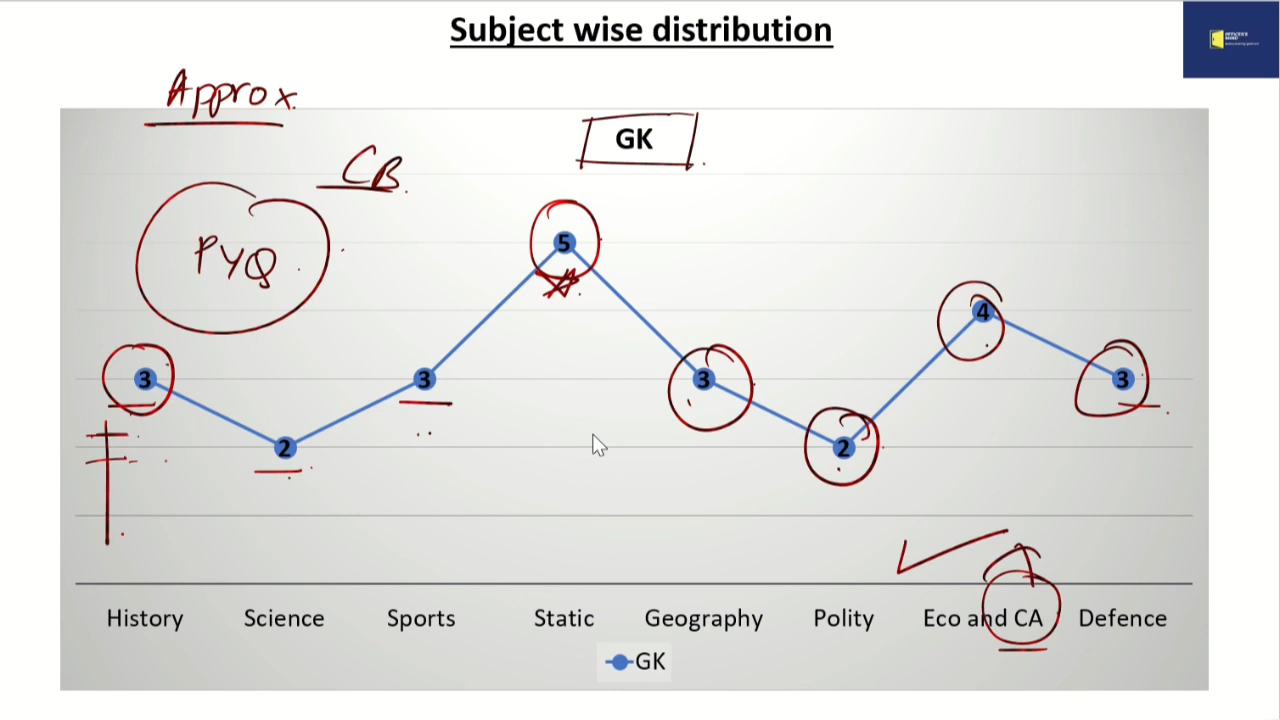 Subject wise distribution
Approx.
GK
CB.
PYQ
5
4
3
3
3
3
2
2
History Science Sports Static Geography Polity Eco and CA Defence
GK